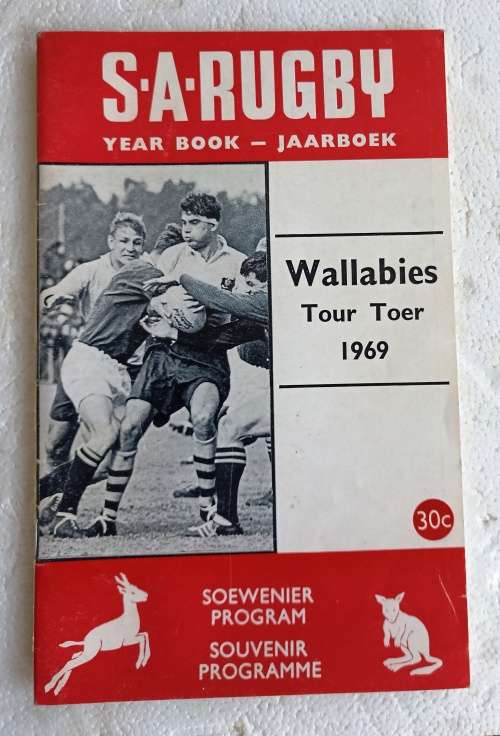 S·A·RUGBY
YEAR BOOK — JAARBOEK
Wallabies
Tour Toer
1969
30c
SOEWENIER
PROGRAM
SOUVENIR
PROGRAMME